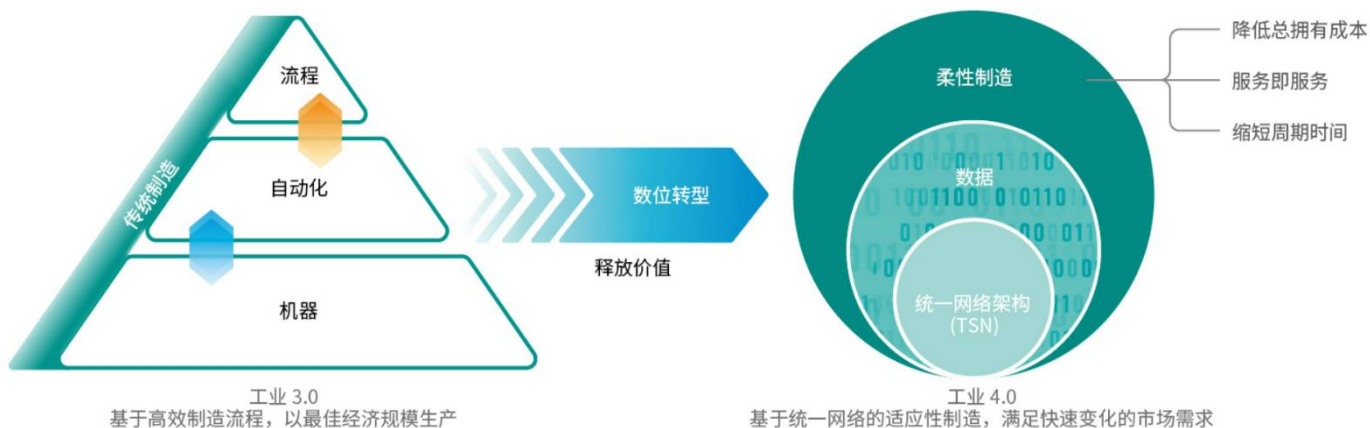 传统制造
流程
自动化
机器
工业 3.0
基于高效制造流程，以最佳经济规模生产
数位转型
释放价值
柔性制造
数据
统一网络架构
(TSN)
降低总拥有成本
服务即服务
缩短周期时间
工业 4.0
基于统一网络的适应性制造，满足快速变化的市场需求